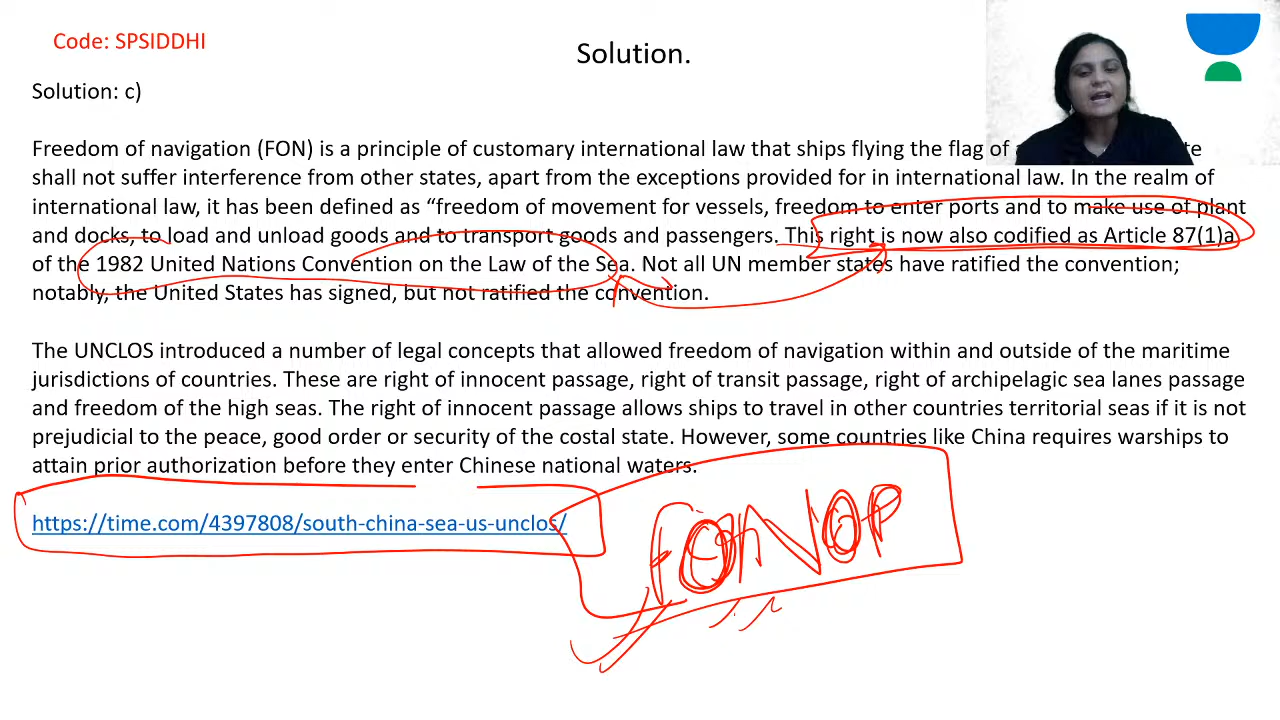 Code: SPSIDDHI
Solution.
Solution: c)
Freedom of navigation (FON) is a principle of customary international law that ships flying the flag of
shall not suffer interference from other states, apart from the exceptions provided for in international law. In the realm of
international law, it has been defined as “freedom of movement for vessels, freedom to enter ports and to make use of plant
and docks, to load and unload goods and to transport goods and passengers. This right is now also codified as Article 87(1)a
of the 1982 United Nations Convention on the Law of the Sea. Not all UN member states have ratified the convention;
notably, the United States has signed, but not ratified the convention.
The UNCLOS introduced a number of legal concepts that allowed freedom of navigation within and outside of the maritime
jurisdictions of countries. These are right of innocent passage, right of transit passage, right of archipelagic sea lanes passage
and freedom of the high seas. The right of innocent passage allows ships to travel in other countries territorial seas if it is not
prejudicial to the peace, good order or security of the costal state. However, some countries like China requires warships to
attain prior authorization before they enter Chinese national waters.
https://time.com/4397808/south-china-sea-us-unclos/
FONOP